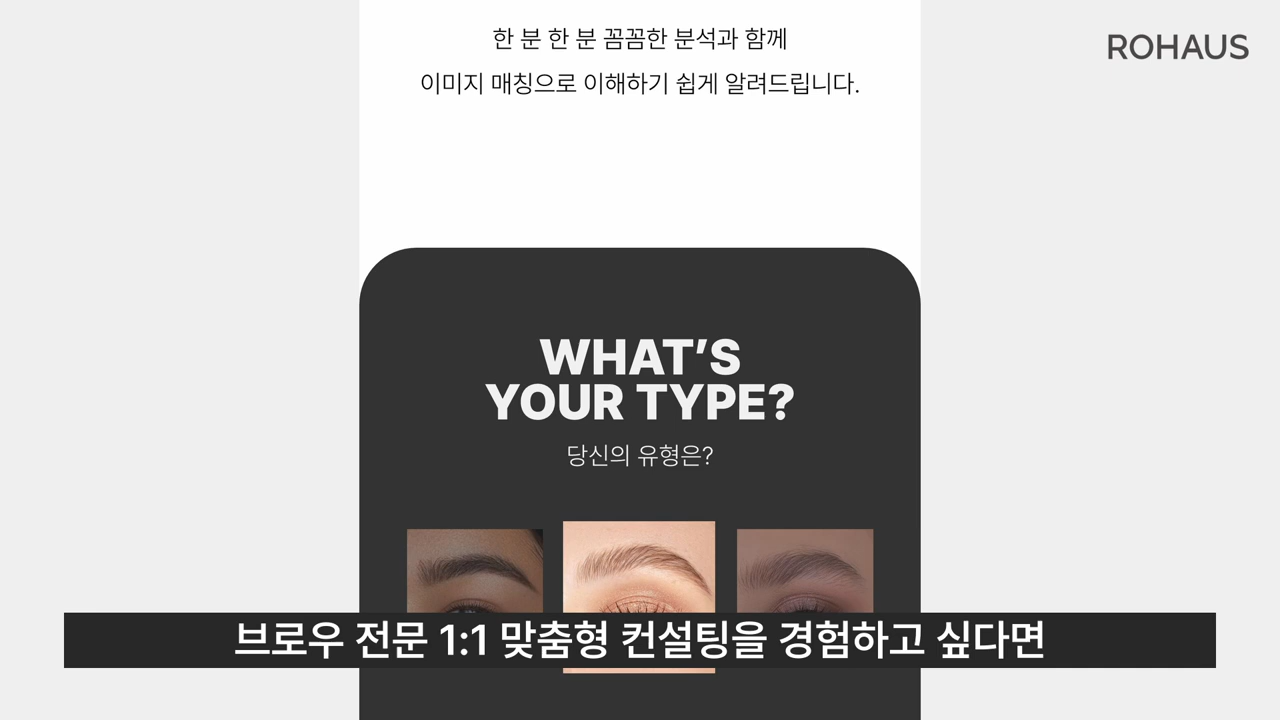 한 분 한 분 꼼꼼한 분석과 함께
이미지 매칭으로 이해하기 쉽게 알려드립니다.
ROHAUS
WHAT’S
YOUR TYPE?
당신의 유형은?
브로우 전문 1:1 맞춤형 컨설팅을 경험하고 싶다면